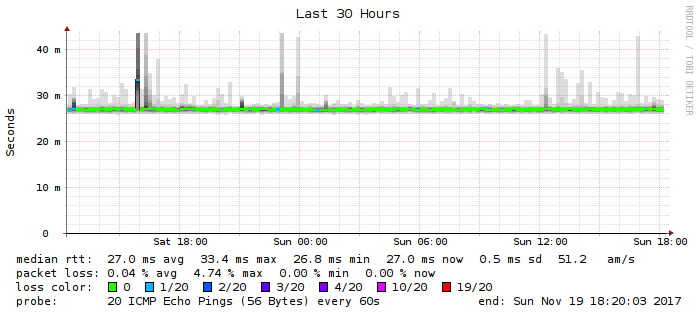 Last 30 Hours
RRDTOOL / TOBI OETIKER
Seconds
40 m
30 m
20 m
10 m
0
Sat 18:00 Sun 00:00 Sun 06:00 Sun 12:00 Sun 18:00
median rtt: 27.0 ms avg 33.4 ms max 26.8 ms min 27.0 ms now 0.5 ms sd 51.2 am/s
packet loss: 0.04 % avg 4.74 % max 0.00 % min 0.00 % now
loss color: 0 1/20 2/20 3/20 4/20 10/20 19/20
probe: 20 ICMP Echo Pings (56 Bytes) every 60s end: Sun Nov 19 18:20:03 2017